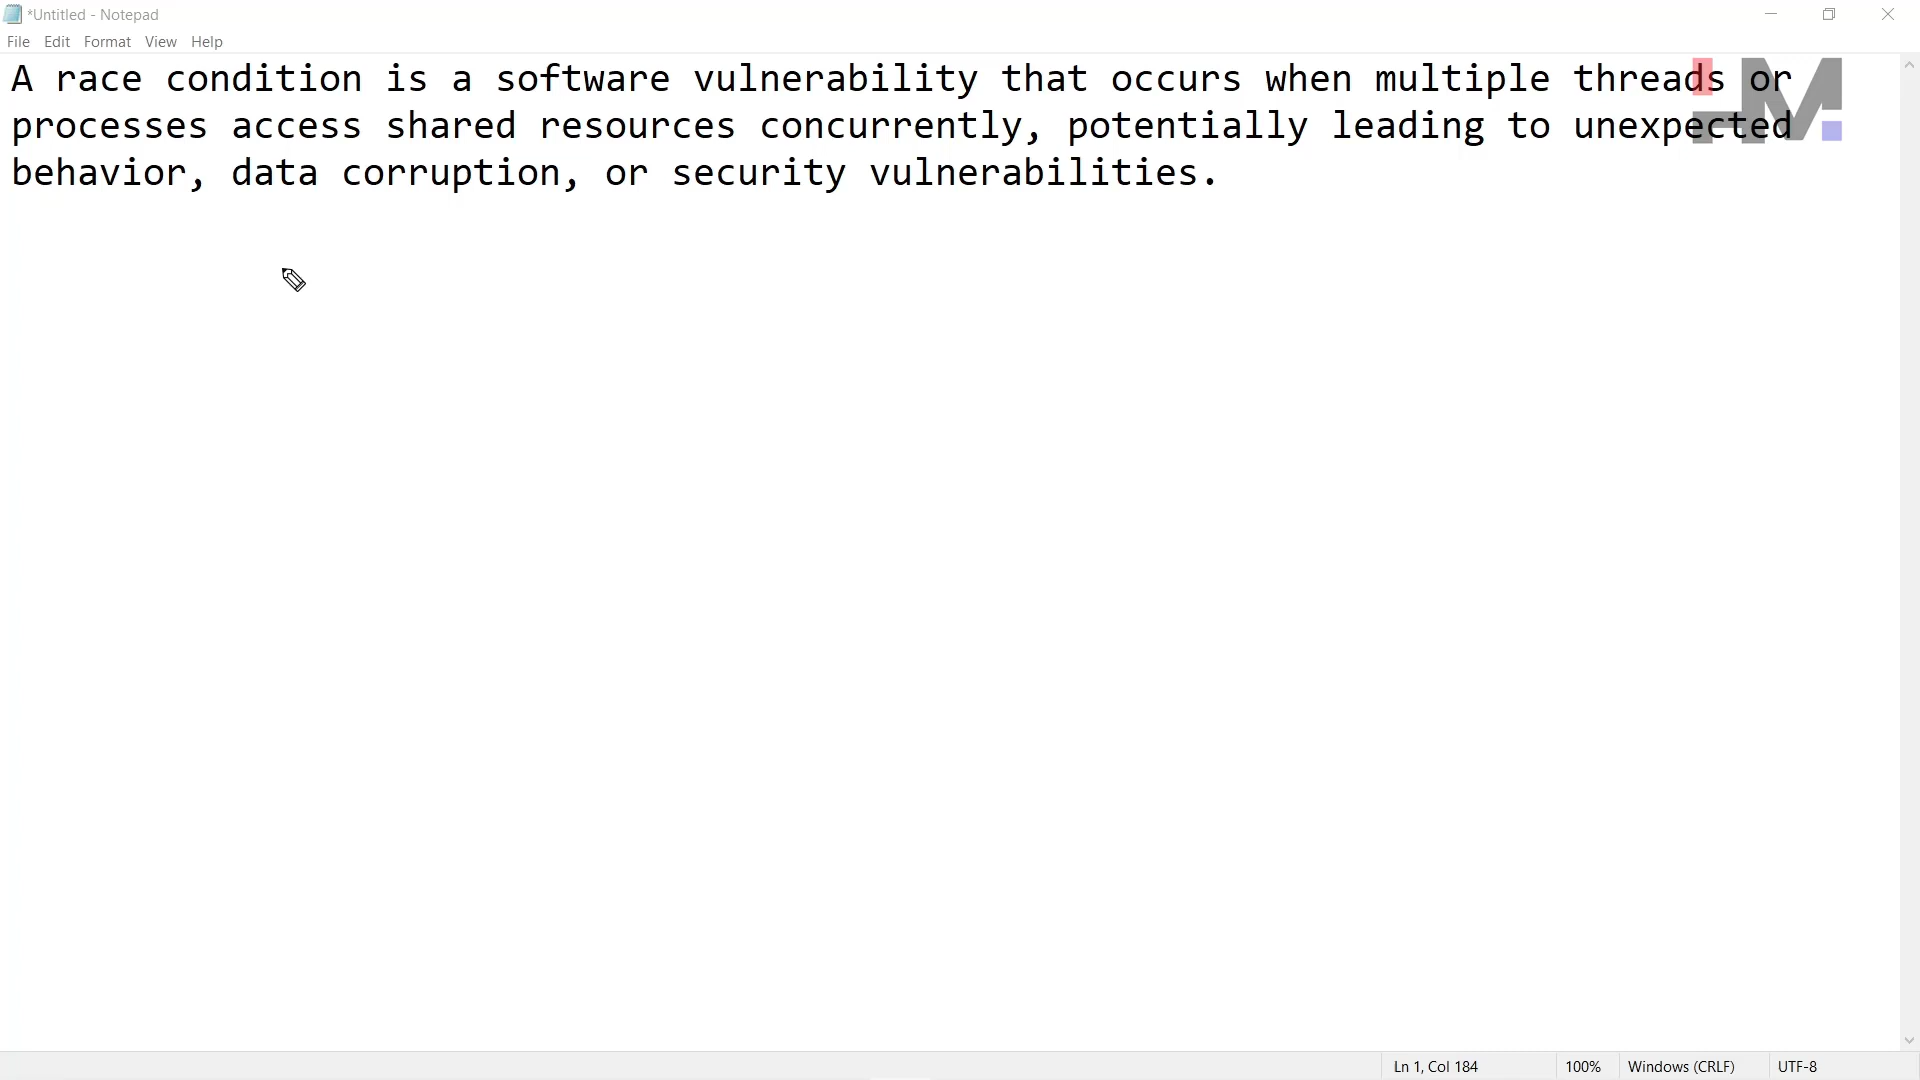 *Untitled - Notepad
File Edit Format View Help
A race condition is a software vulnerability that occurs when multiple threads or
processes access shared resources concurrently, potentially leading to unexpected
behavior, data corruption, or security vulnerabilities.
Ln 1, Col 184 100% Windows (CRLF) UTF-8